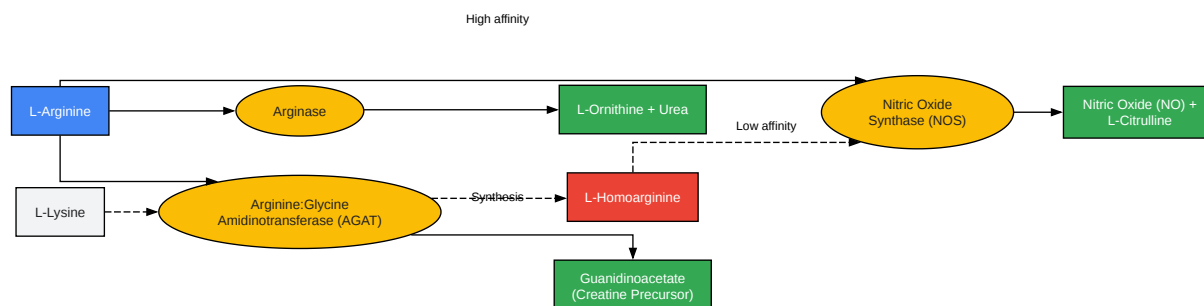 High affinity
L-Arginine
Arginase
L-Ornithine + Urea
Nitric Oxide
Synthase (NOS)
Nitric Oxide (NO) +
L-Citrulline
Low affinity
L-Lysine
Arginine:Glycine
Amidinotransferase (AGAT)
Synthesis
L-Homoarginine
Guanidinoacetate
(Creatine Precursor)